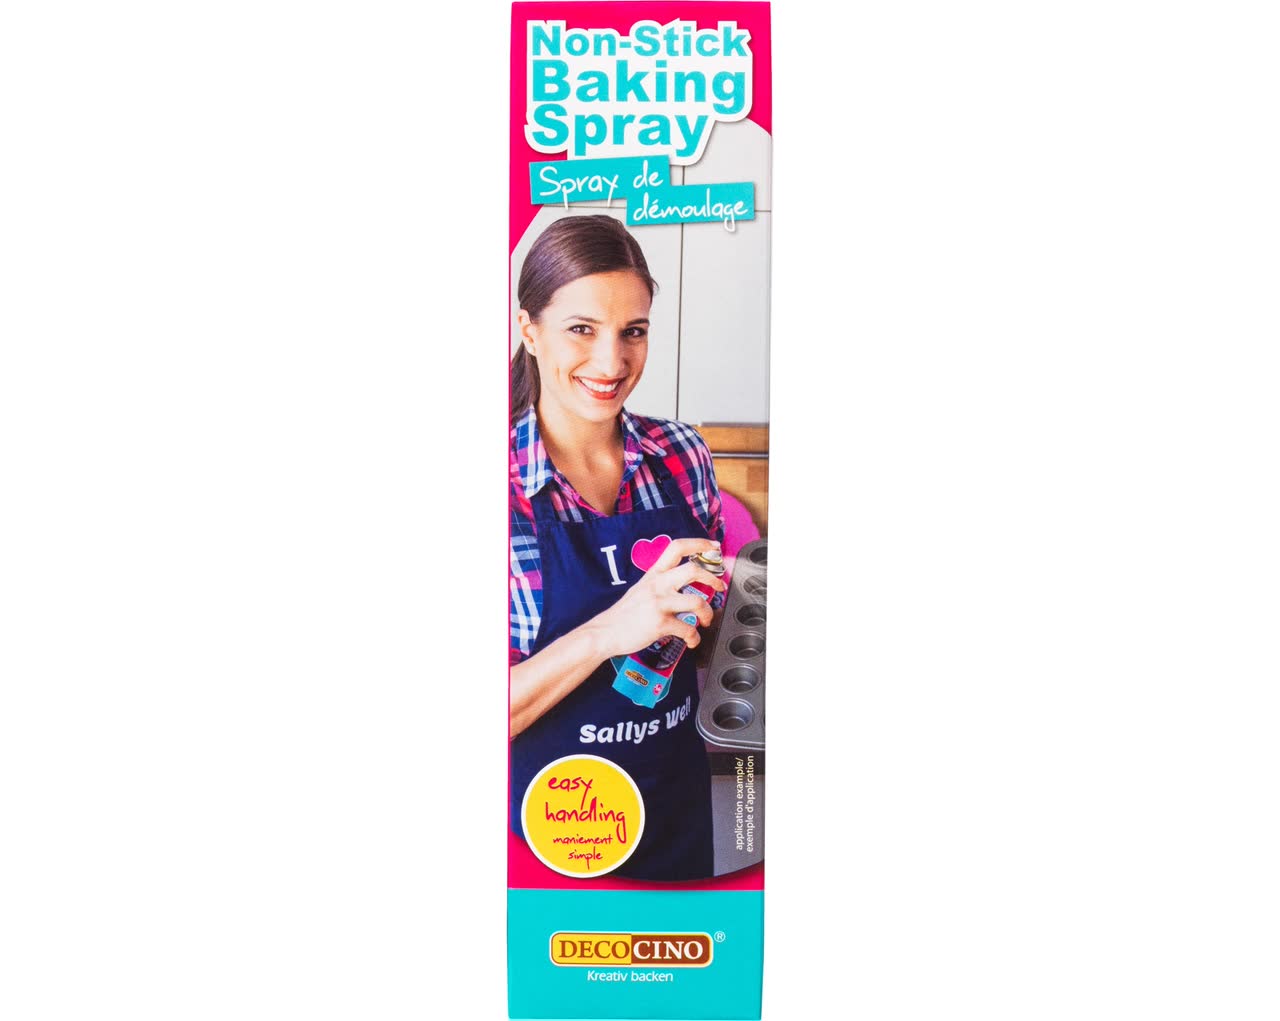 Non-Stick
Baking
Spray
Spray de
démoulage
I
DECOCINO
Sallys
easy
handling
maniement
simple
application example/
exemple d'application
DECOCINO®
Kreativ backen